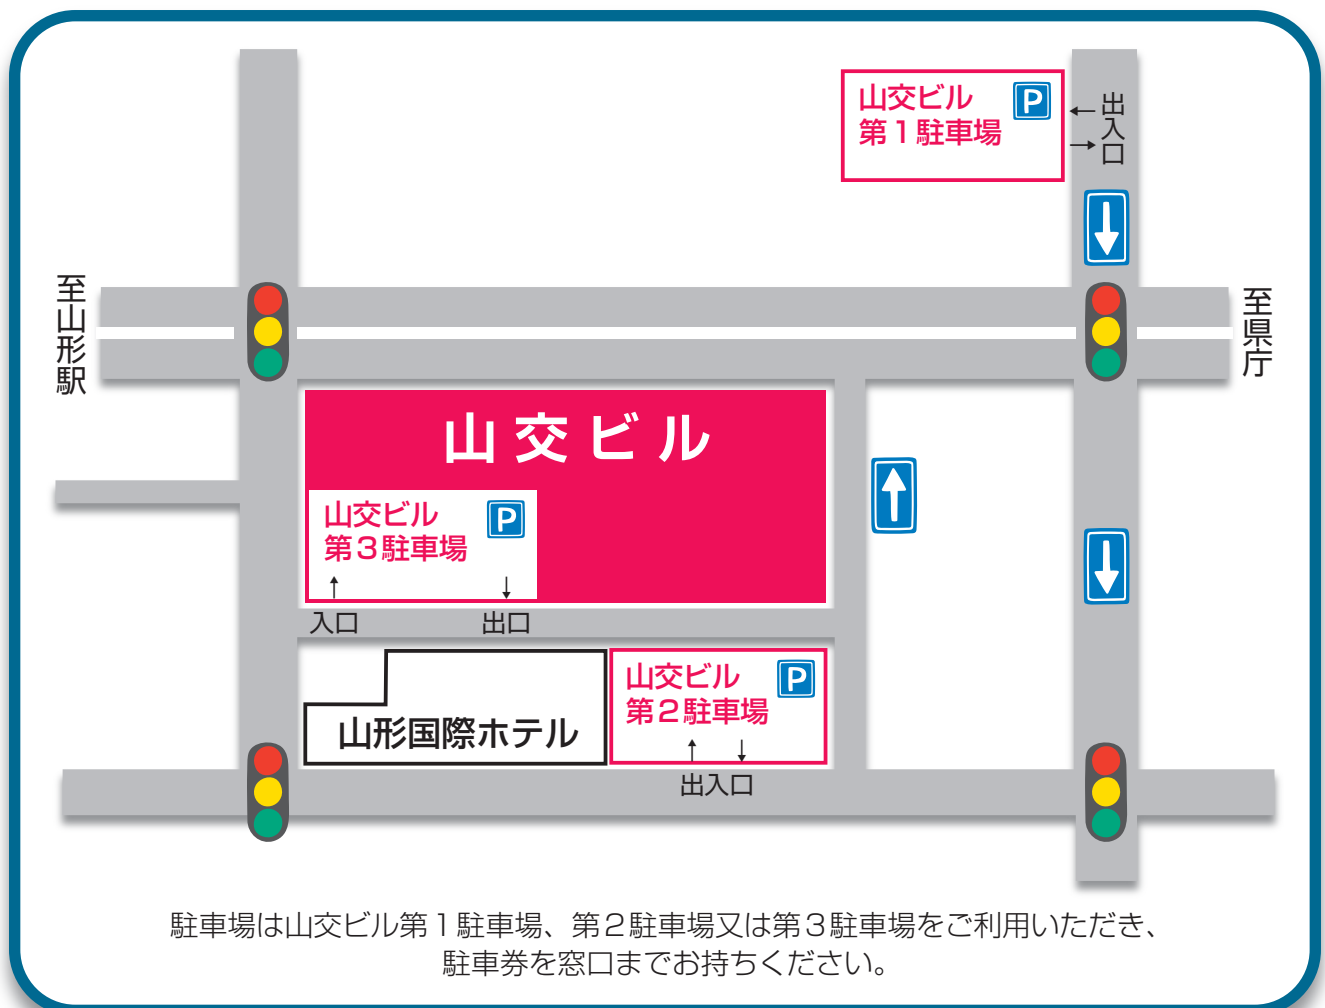 山交ビル
第1駐車場
P
出入口
至山形駅
至県庁
山交ビル
山交ビル
第3駐車場
P
入口
出口
山交ビル
第2駐車場
P
山形国際ホテル
出入口
駐車場は山交ビル第1駐車場、第2駐車場又は第3駐車場をご利用いただき、
駐車券を窓口までお持ちください。